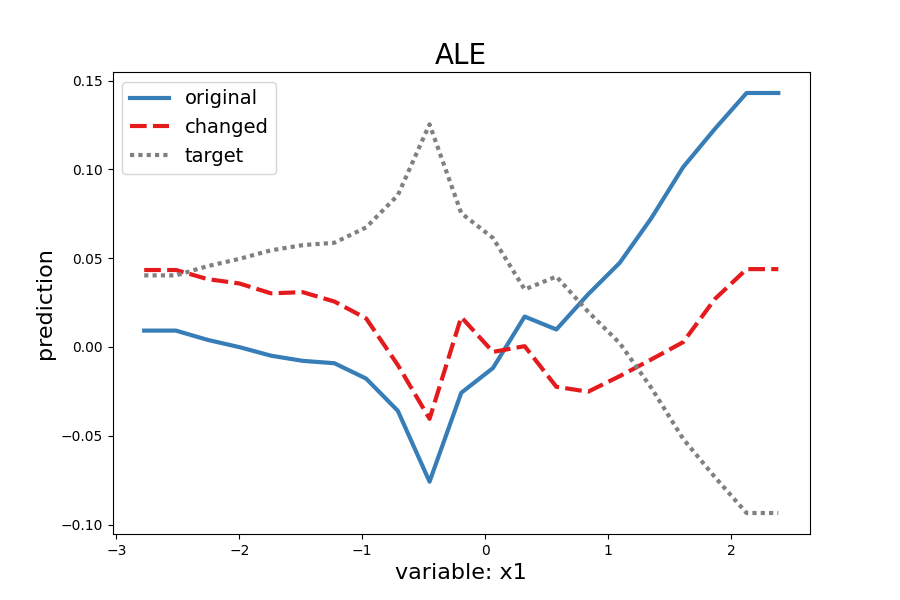 ALE
original
changed
target
0.15
0.10
0.05
0.00
−0.05
−0.10
prediction
−3
−2
−1
0
1
2
variable: x1